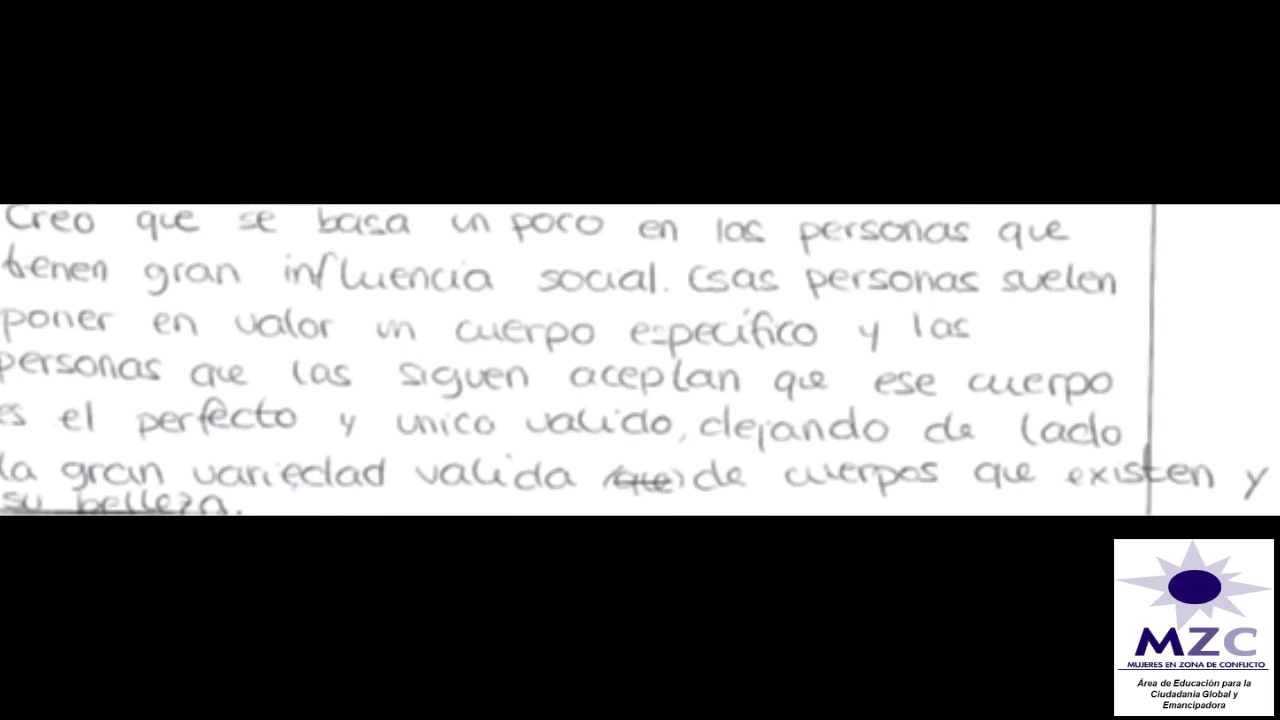 Creo que se basa un poco en las personas que
tienen gran influencia social. Esas personas suelen
poner en valor un cuerpo específico y las
personas que las siguen aceptan que ese cuerpo
es el perfecto y unico valido, dejando de lado
la gran variedad valida (que) de cuerpos que existen y
su belleza.
MZC
MUJERES EN ZONA DE CONFLICTO
Área de Educación para la
Ciudadanía Global y
Emancipadora